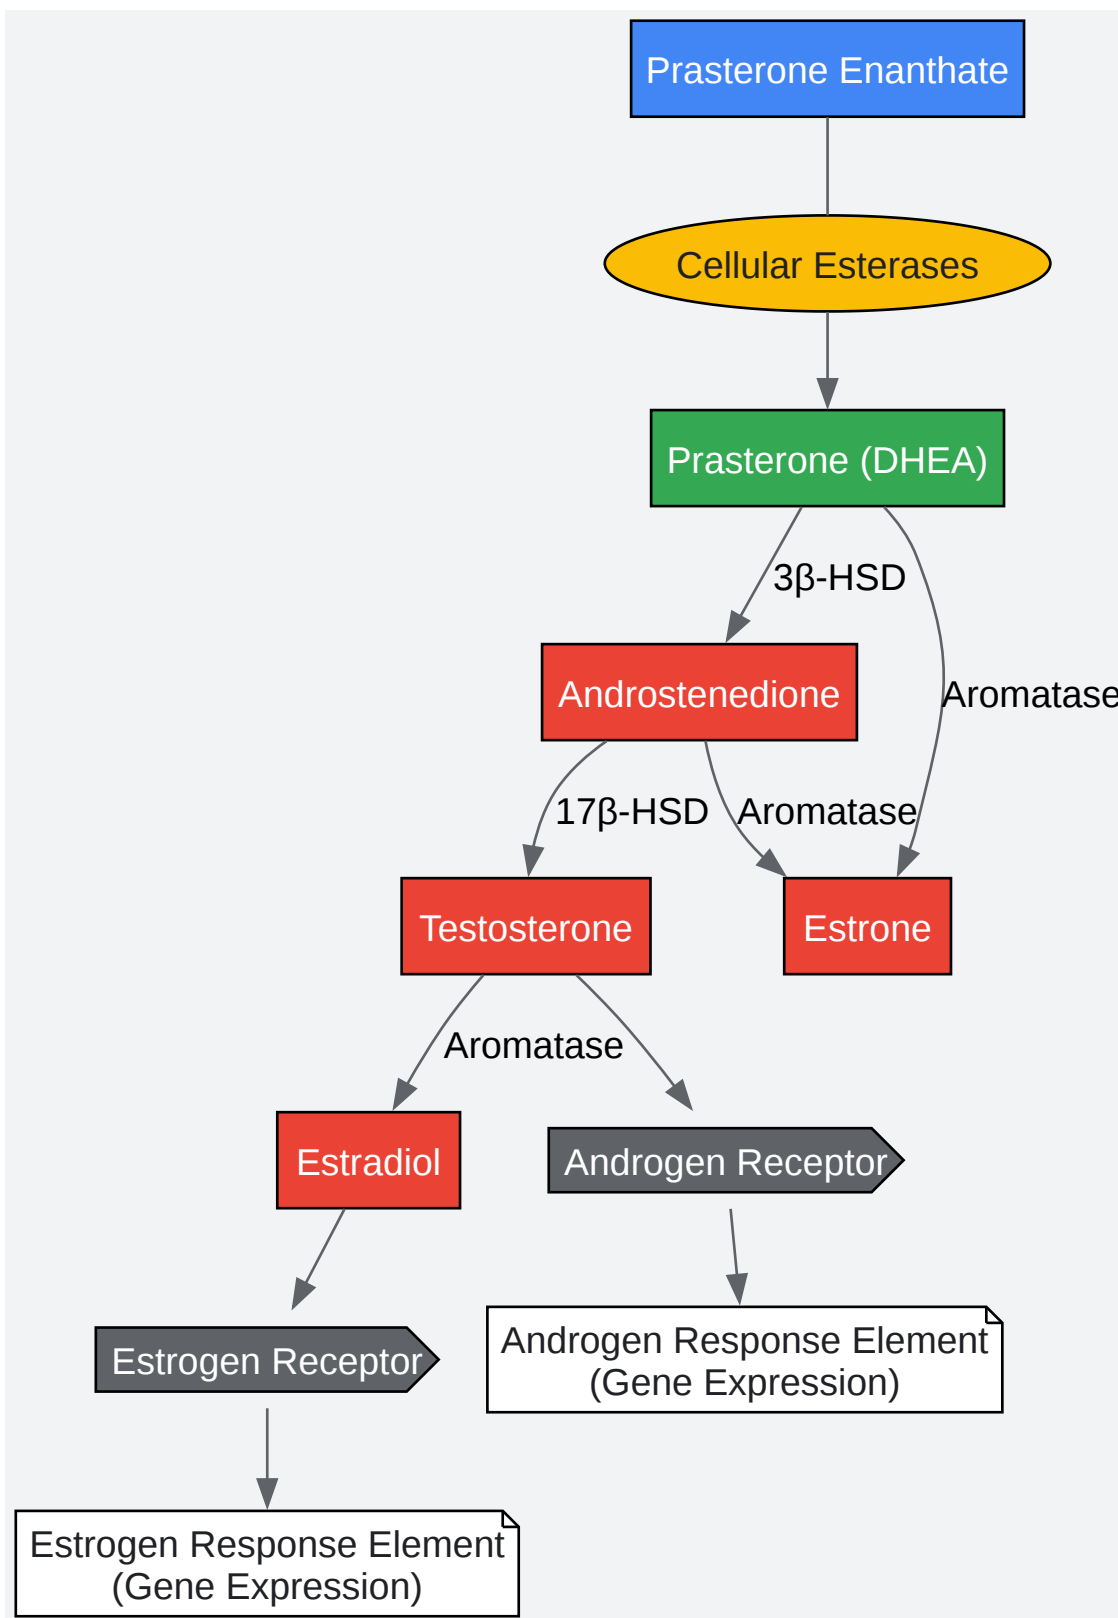 Prasterone Enanthate
Cellular Esterases
Prasterone (DHEA)
3β-HSD
Androstenedione
Aromatase
17β-HSD
Aromatase
Testosterone
Estrone
Aromatase
Estradiol
Androgen Receptor
Androgen Response Element
(Gene Expression)
Estrogen Receptor
Estrogen Response Element
(Gene Expression)